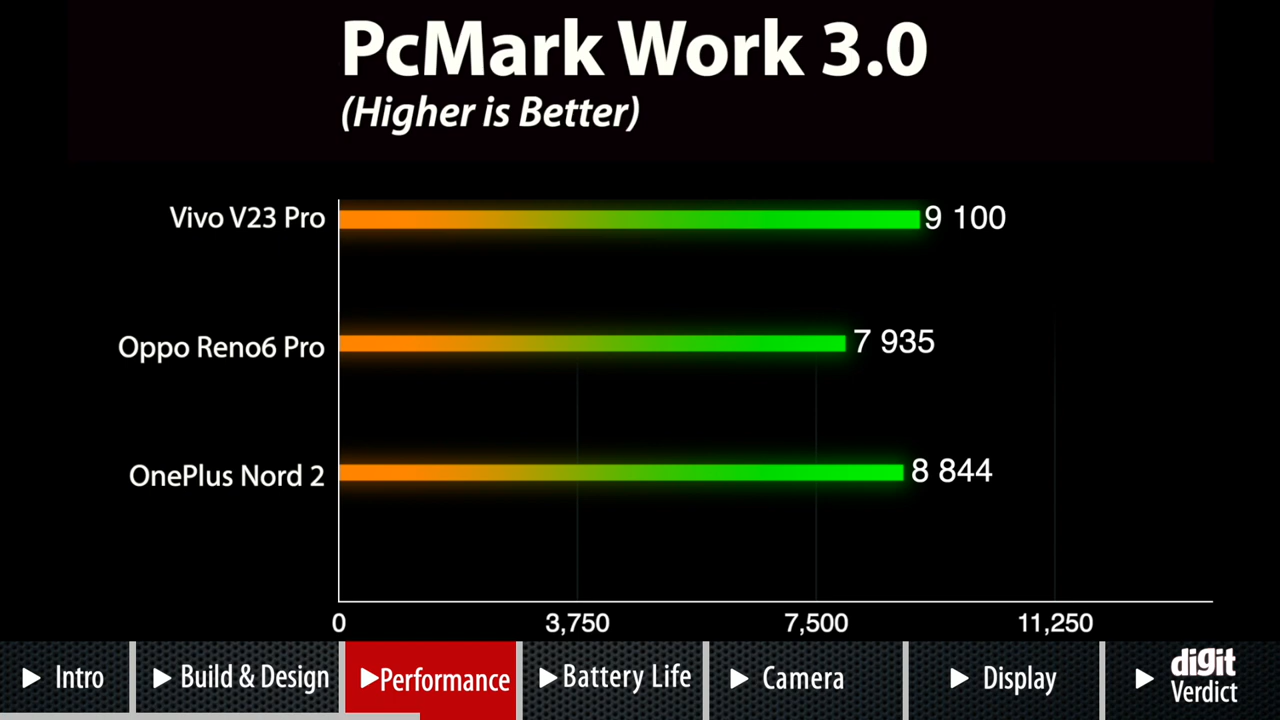 PcMark Work 3.0
(Higher is Better)
Vivo V23 Pro 9 100
Oppo Reno6 Pro 7 935
OnePlus Nord 2 8 844
0 3,750 7,500 11,250
Intro Build & Design Performance Battery Life Camera Display digit Verdict